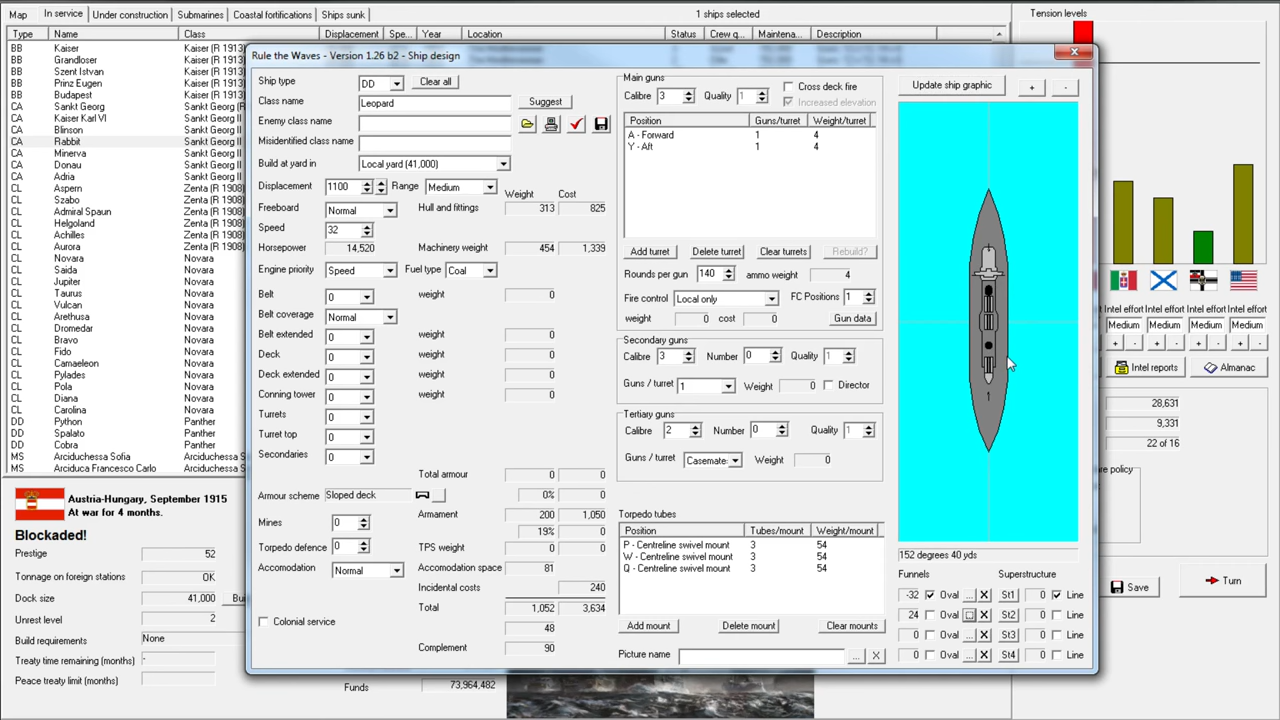 Map In service Under construction Submarines Coastal fortifications Ships sunk 1 ships selected Tension levels
Type Name Class Displacement Spe... Year Location Status Crew q... Maintena... Description
BB Kaiser Kaiser (R 1913)
BB Grandloser Kaiser (R 1913)
BB Szent Istvan Kaiser (R 1913)
BB Prinz Eugen Kaiser (R 1913)
BB Budapest Kaiser (R 1913)
CA Sankt Georg Sankt Georg (R 1
CA Kaiser Karl VI Sankt Georg II
CA Blinson Sankt Georg II
CA Rabbit Sankt Georg II
CA Minerva Sankt Georg II
CA Donau Sankt Georg II
CA Adria Sankt Georg II
CL Aspern Zenta (R 1908)
CL Szabo Zenta (R 1908)
CL Admiral Spaun Zenta (R 1908)
CL Helgoland Zenta (R 1908)
CL Achilles Zenta (R 1908)
CL Aurora Zenta (R 1908)
CL Novara Novara
CL Saida Novara
CL Jupiter Novara
CL Taurus Novara
CL Vulcan Novara
CL Arethusa Novara
CL Dromedar Novara
CL Bravo Novara
CL Fido Novara
CL Camaeleon Novara
CL Pylades Novara
CL Pola Novara
CL Diana Novara
CL Carolina Novara
DD Python Panther
DD Spalato Panther
DD Cobra Panther
MS Arciduchessa Sofia Arciduchessa Sofia
MS Arciduca Francesco Carlo Arciduchessa Sofia
Austria-Hungary, September 1915
At war for 4 months.
Blockaded!
Prestige 52
Tonnage on foreign stations OK
Dock size 41,000
Unrest level 2
Build requirements None
Treaty time remaining (months) -
Peace treaty limit (months)
Funds 73,964,482
Rule the Waves - Version 1.26 b2 - Ship design
Ship type DD Clear all
Class name Leopard Suggest
Enemy class name
Misidentified class name
Build at yard in Local yard (41,000)
Displacement 1100 Range Medium Weight Cost
Freeboard Normal Hull and fittings 313 825
Speed 32
Horsepower 14,520 Machinery weight 454 1,339
Engine priority Speed Fuel type Coal
Belt 0 weight 0
Belt coverage Normal
Belt extended 0 weight 0
Deck 0 weight 0
Deck extended 0 weight 0
Conning tower 0 weight 0
Turrets 0
Turret top 0
Secondaries 0
Total armour 0 0
Armour scheme Sloped deck 0% 0
Armament 200 1,050
Mines 0 19% 0
Torpedo defence 0 TPS weight 0 0
Accomodation Normal Accomodation space 81
Incidental costs 240
Total 1,052 3,634
Colonial service 48
Complement 90
Main guns
Calibre 3 Quality 1 Cross deck fire
Increased elevation
Position Guns/turret Weight/turret
A - Forward 1 4
Y - Aft 1 4
Add turret Delete turret Clear turrets Rebuild?
Rounds per gun 140 ammo weight 4
Fire control Local only FC Positions 1
weight 0 cost 0 Gun data
Secondary guns
Calibre 3 Number 0 Quality 1
Guns / turret 1 Weight 0 Director
Tertiary guns
Calibre 2 Number 0 Quality 1
Guns / turret Casemate: Weight 0
Torpedo tubes
Position Tubes/mount Weight/mount
P - Centreline swivel mount 3 54
W - Centreline swivel mount 3 54
Q - Centreline swivel mount 3 54
Add mount Delete mount Clear mounts
Picture name ... X
Update ship graphic + -
1
152 degrees 40 yds
Funnels Superstructure
-32 Oval ... X St1 0 Line
24 Oval ... X St2 0 Line
0 Oval ... X St3 0 Line
0 Oval ... X St4 0 Line
Intel effort Intel effort Intel effort Intel effort
Medium Medium Medium Medium
+ - + - + - + -
Intel reports Almanac
28,631
9,331
22 of 16
Save Turn